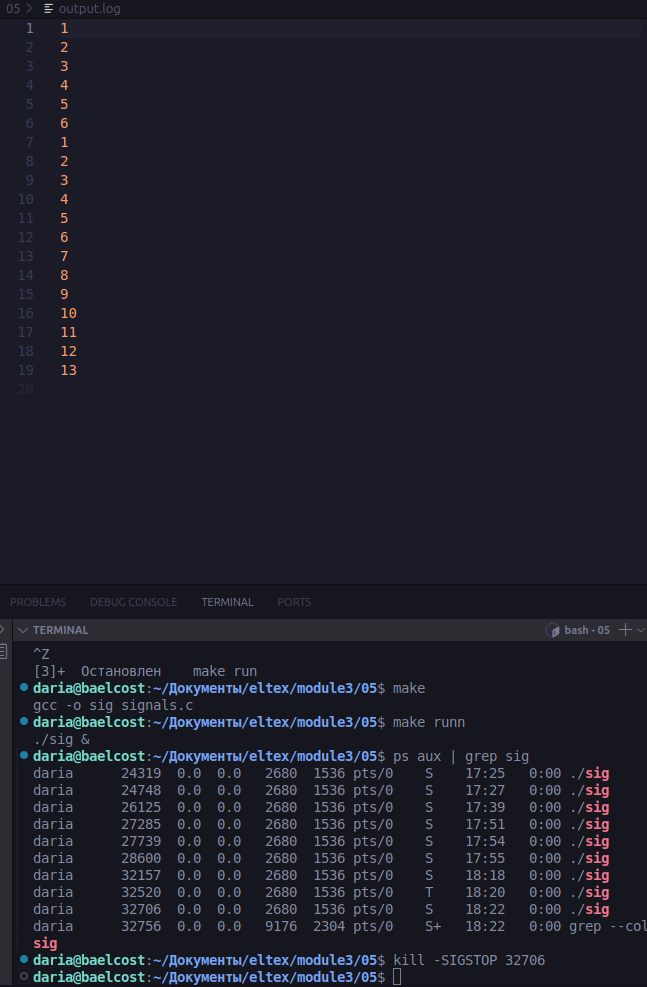 05 > output.log
1 1
2 2
3 3
4 4
5 5
6 6
7 1
8 2
9 3
10 4
11 5
12 6
13 7
14 8
15 9
16 10
17 11
18 12
19 13
20
PROBLEMS DEBUG CONSOLE TERMINAL PORTS
TERMINAL bash - 05
^Z
[3]+  Остановлен    make run
daria@baelcost:~/Документы/eltex/module3/05$ make
gcc -o sig signals.c
daria@baelcost:~/Документы/eltex/module3/05$ make runn
./sig &
daria@baelcost:~/Документы/eltex/module3/05$ ps aux | grep sig
daria      24319  0.0  0.0   2680  1536 pts/0    S    17:25   0:00 ./sig
daria      24748  0.0  0.0   2680  1536 pts/0    S    17:27   0:00 ./sig
daria      26125  0.0  0.0   2680  1536 pts/0    S    17:39   0:00 ./sig
daria      27285  0.0  0.0   2680  1536 pts/0    S    17:51   0:00 ./sig
daria      27739  0.0  0.0   2680  1536 pts/0    S    17:54   0:00 ./sig
daria      28600  0.0  0.0   2680  1536 pts/0    S    17:55   0:00 ./sig
daria      32157  0.0  0.0   2680  1536 pts/0    S    18:18   0:00 ./sig
daria      32520  0.0  0.0   2680  1536 pts/0    T    18:20   0:00 ./sig
daria      32706  0.0  0.0   2680  1536 pts/0    S    18:22   0:00 ./sig
daria      32756  0.0  0.0   9176  2304 pts/0    S+   18:22   0:00 grep --col
sig
daria@baelcost:~/Документы/eltex/module3/05$ kill -SIGSTOP 32706
daria@baelcost:~/Документы/eltex/module3/05$